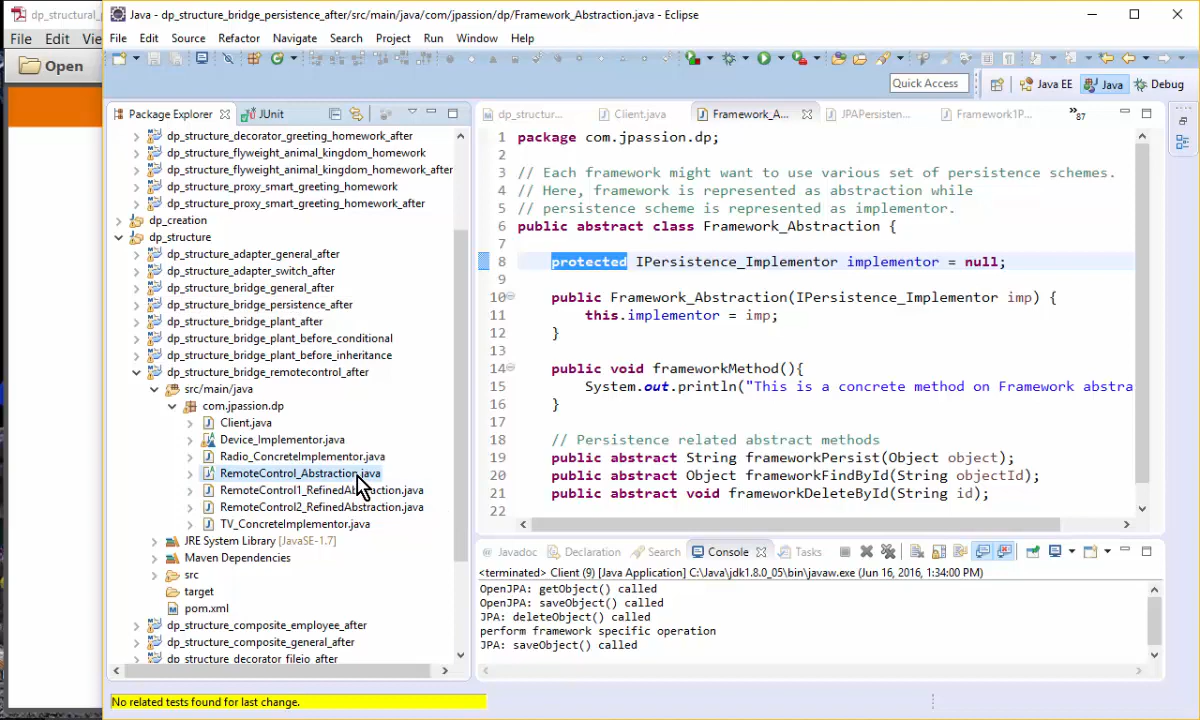 dp_structural_
File Edit Vie
Open
Java - dp_structure_bridge_persistence_after/src/main/java/com/jpassion/dp/Framework_Abstraction.java - Eclipse
File Edit Source Refactor Navigate Search Project Run Window Help
Quick Access
Java EE
Java
Debug
Package Explorer
JUnit
dp_structure_decorator_greeting_homework_after
dp_structure_flyweight_animal_kingdom_homework
dp_structure_flyweight_animal_kingdom_homework_after
dp_structure_proxy_smart_greeting_homework
dp_structure_proxy_smart_greeting_homework_after
dp_creation
dp_structure
dp_structure_adapter_general_after
dp_structure_adapter_switch_after
dp_structure_bridge_general_after
dp_structure_bridge_persistence_after
dp_structure_bridge_plant_after
dp_structure_bridge_plant_before_conditional
dp_structure_bridge_plant_before_inheritance
dp_structure_bridge_remotecontrol_after
src/main/java
com.jpassion.dp
Client.java
Device_Implementor.java
Radio_ConcreteImplementor.java
RemoteControl_Abstraction.java
RemoteControl1_RefinedAbstraction.java
RemoteControl2_RefinedAbstraction.java
TV_ConcreteImplementor.java
JRE System Library [JavaSE-1.7]
Maven Dependencies
src
target
pom.xml
dp_structure_composite_employee_after
dp_structure_composite_general_after
dp_structure_decorator_fileio_after
dp_structur...
Client.java
Framework_A...
JPAPersisten...
Framework1P...
»87
1 package com.jpassion.dp;
2
3 // Each framework might want to use various set of persistence schemes.
4 // Here, framework is represented as abstraction while
5 // persistence scheme is represented as implementor.
6 public abstract class Framework_Abstraction {
7
8 protected IPersistence_Implementor implementor = null;
9
10 public Framework_Abstraction(IPersistence_Implementor imp) {
11 this.implementor = imp;
12 }
13
14 public void frameworkMethod(){
15 System.out.println("This is a concrete method on Framework abstra
16 }
17
18 // Persistence related abstract methods
19 public abstract String frameworkPersist(Object object);
20 public abstract Object frameworkFindById(String objectId);
21 public abstract void frameworkDeleteById(String id);
22
Javadoc
Declaration
Search
Console
Tasks
<terminated> Client (9) [Java Application] C:\Java\jdk1.8.0_05\bin\javaw.exe (Jun 16, 2016, 1:34:00 PM)
OpenJPA: getObject() called
OpenJPA: saveObject() called
JPA: deleteObject() called
perform framework specific operation
JPA: saveObject() called
No related tests found for last change.